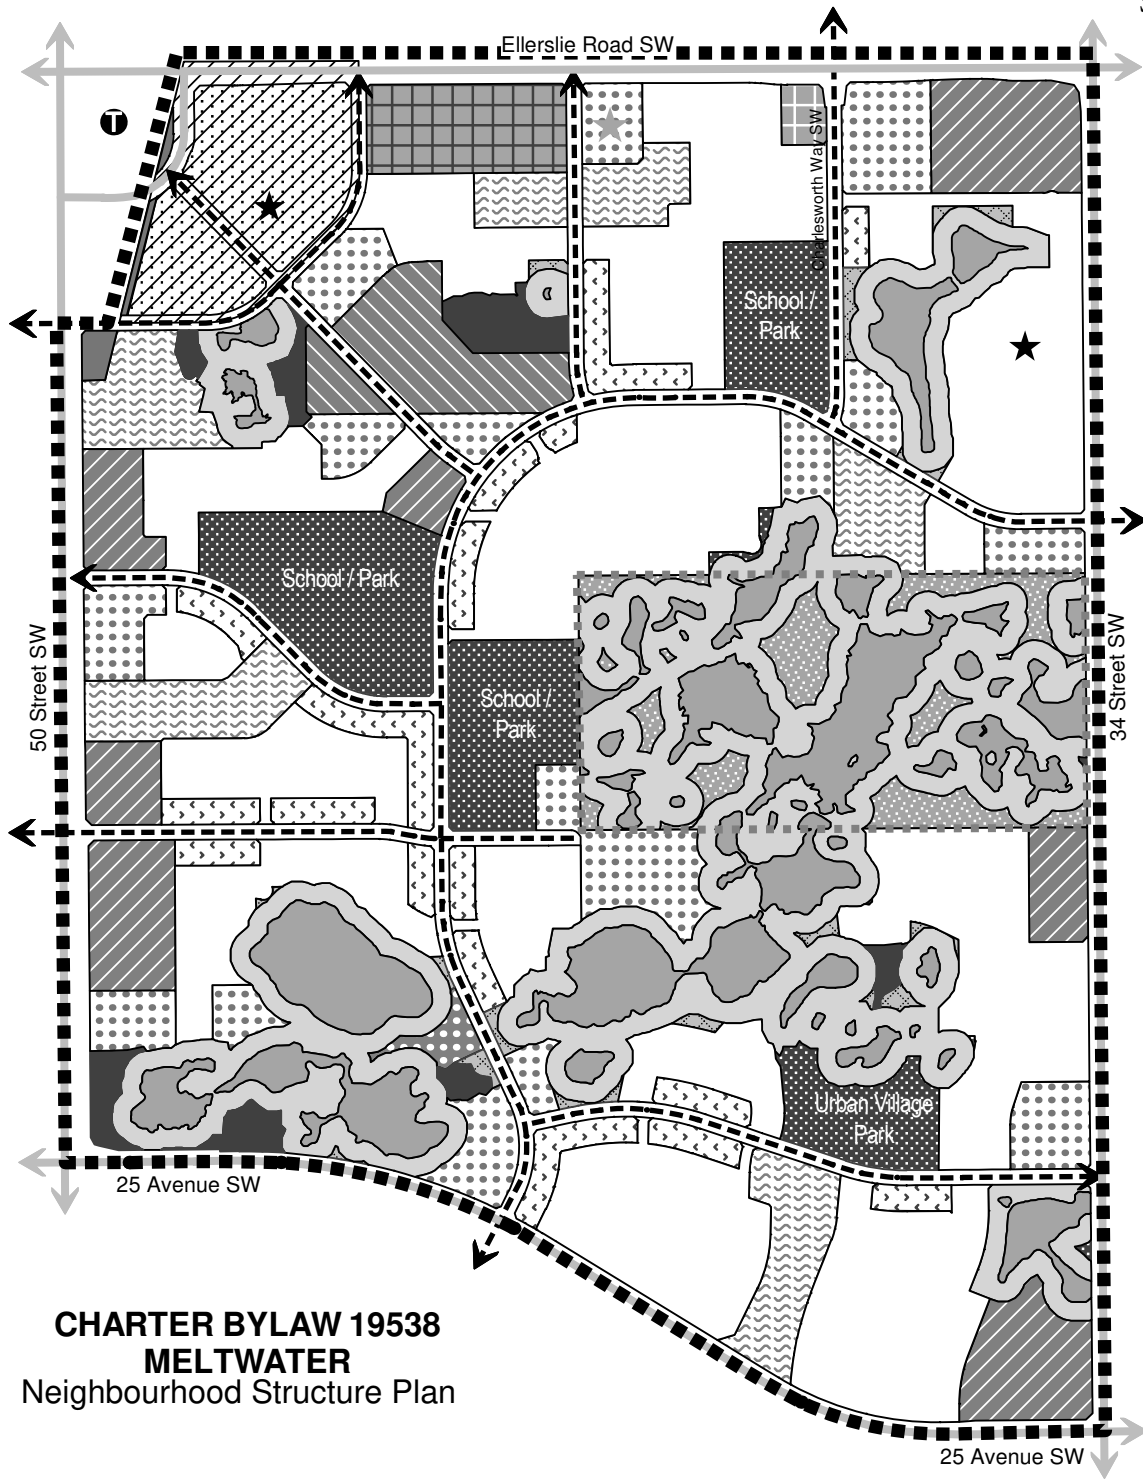 Ellerslie Road SW
T
Charlesworth Way SW
School /
Park
School / Park
50 Street SW
34 Street SW
School /
Park
Urban Village
Park
25 Avenue SW
CHARTER BYLAW 19538
MELTWATER
Neighbourhood Structure Plan
25 Avenue SW